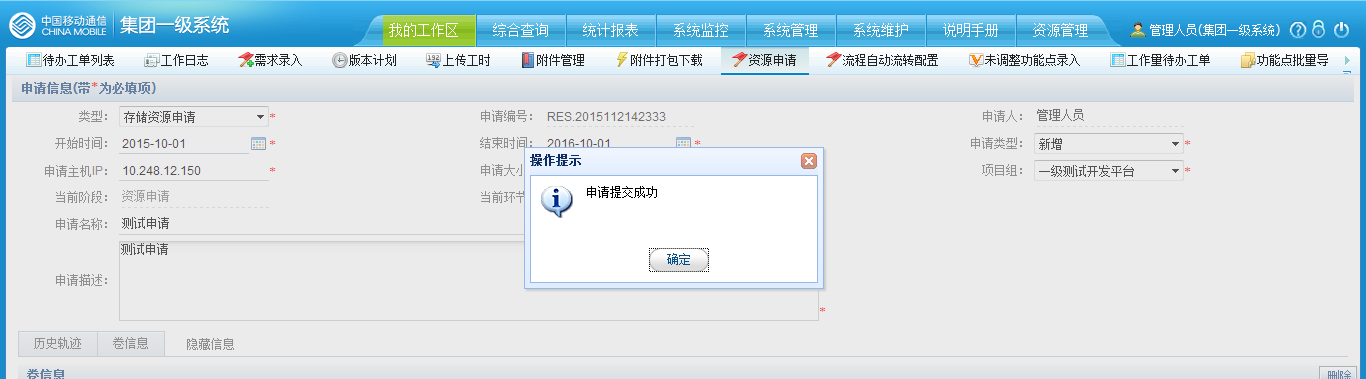 中国移动通信
CHINA MOBILE
集团一级系统
我的工作区 综合查询 统计报表 系统监控 系统管理 系统维护 说明手册 资源管理
管理人员(集团一级系统)
待办工单列表 工作日志 需求录入 版本计划 上传工时 附件管理 附件打包下载 资源申请 流程自动流转配置 未调整功能点录入 工作量待办工单 功能点批量导
申请信息(带*为必填项)
类型: 存储资源申请 * 申请编号: RES.2015112142333 申请人: 管理人员
开始时间: 2015-10-01 * 结束时间: 2016-10-01 * 申请类型: 新增 *
申请主机IP: 10.248.12.150 * 申请大小 项目组: 一级测试开发平台 *
当前阶段: 资源申请 当前环节
申请名称: 测试申请
申请描述: 测试申请 *
操作提示
申请提交成功
确定
历史轨迹 卷信息 隐藏信息
卷信息 删除